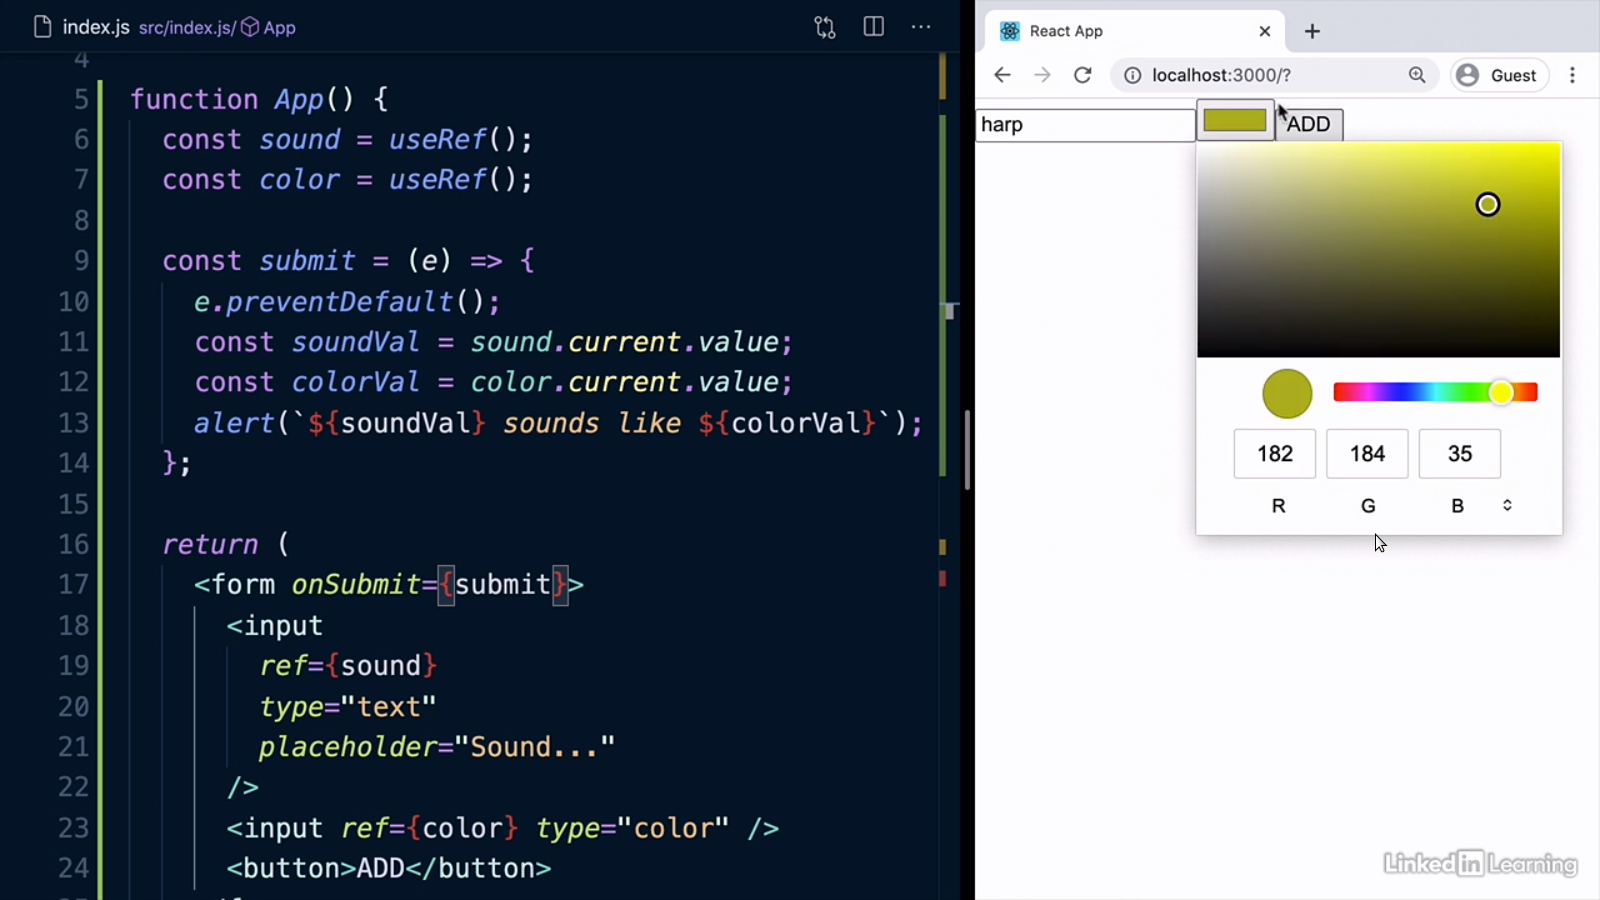 index.js src/index.js/ App
4
5 function App() {
6 const sound = useRef();
7 const color = useRef();
8
9 const submit = (e) => {
10 e.preventDefault();
11 const soundVal = sound.current.value;
12 const colorVal = color.current.value;
13 alert(`${soundVal} sounds like ${colorVal}`);
14 };
15
16 return (
17 <form onSubmit={submit}>
18 <input
19 ref={sound}
20 type="text"
21 placeholder="Sound..."
22 />
23 <input ref={color} type="color" />
24 <button>ADD</button>
React App
localhost:3000/?
Guest
harp
ADD
182 184 35
R G B
Linked in Learning